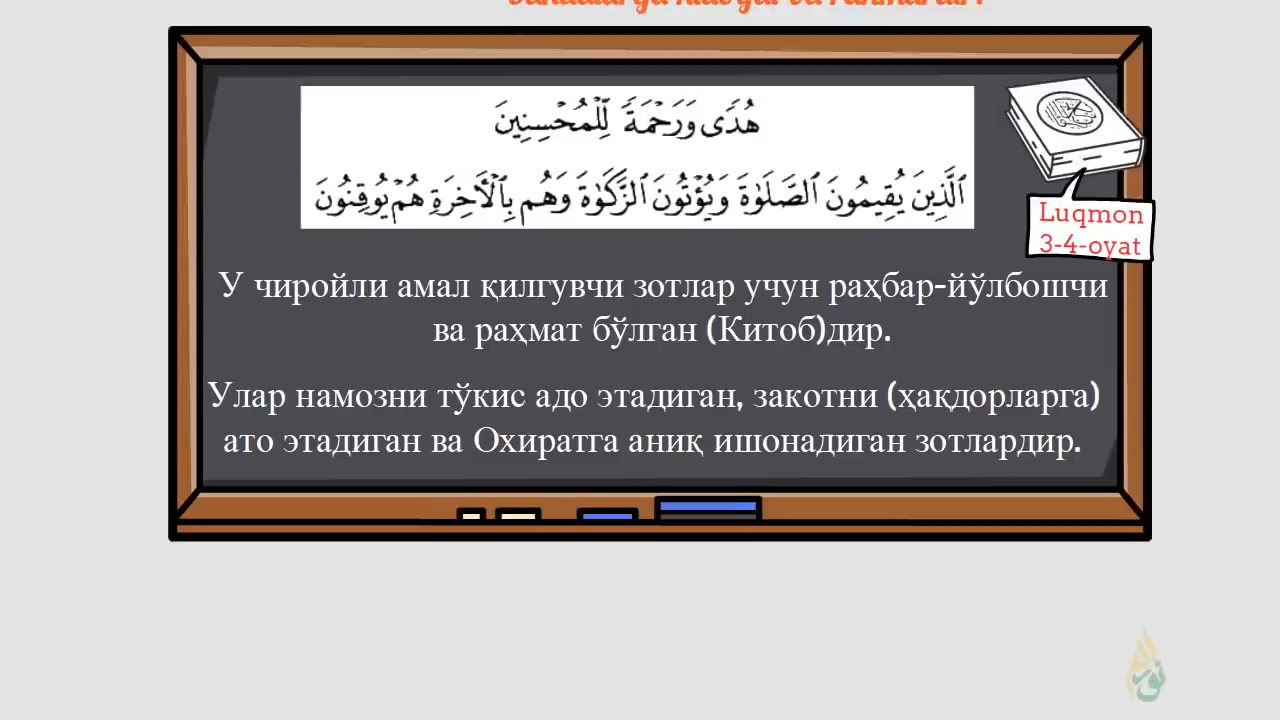 هُدًى وَرَحْمَةً لِّلْمُحْسِنِينَ
ٱلَّذِينَ يُقِيمُونَ ٱلصَّلَوٰةَ وَيُؤْتُونَ ٱلزَّكَوٰةَ وَهُم بِٱلْأَخِرَةِ هُمْ يُوقِنُونَ
Luqmon
3-4-oyat
У чиройли амал қилгувчи зотлар учун раҳбар-йўлбошчи
ва раҳмат бўлган (Китоб)дир.
Улар намозни тўкис адо этадиган, закотни (ҳақдорларга)
ато этадиган ва Охиратга аниқ ишонадиган зотлардир.